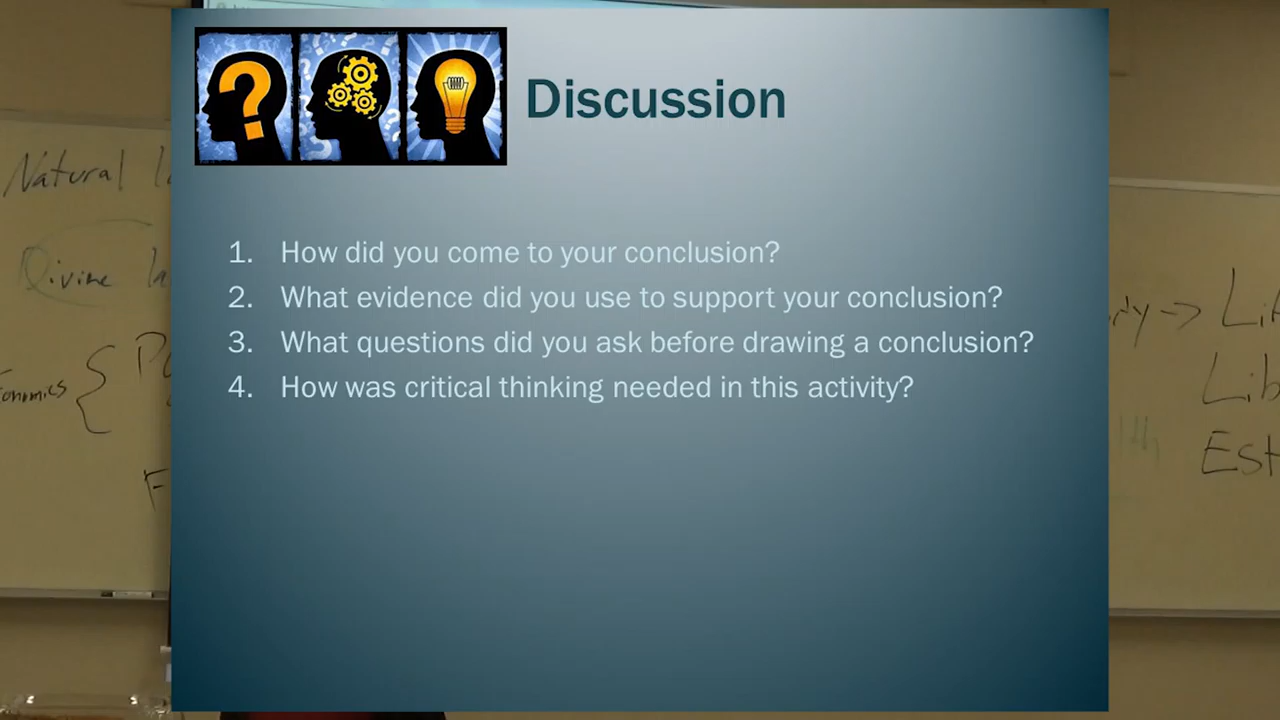 Discussion
1. How did you come to your conclusion?
2. What evidence did you use to support your conclusion?
3. What questions did you ask before drawing a conclusion?
4. How was critical thinking needed in this activity?
Natural
Divine